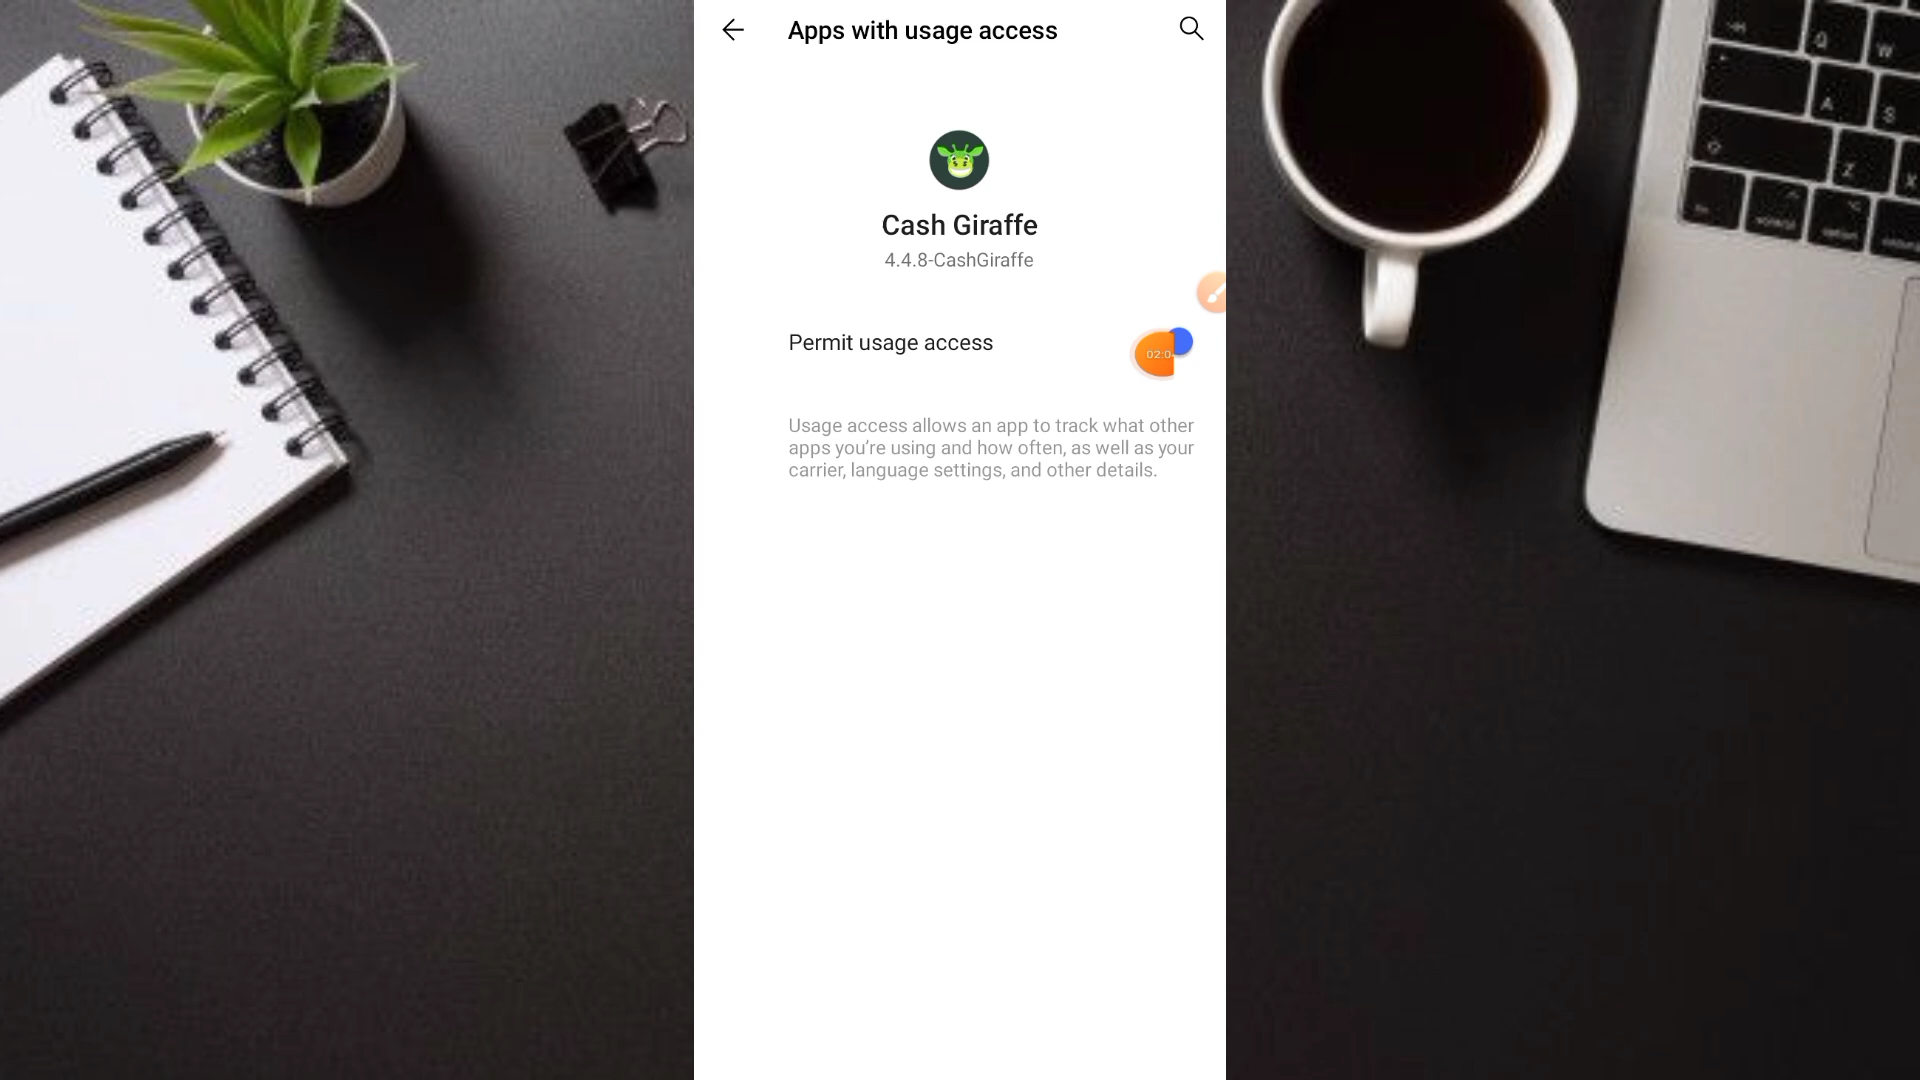 Apps with usage access
Cash Giraffe
4.4.8-CashGiraffe
Permit usage access
02:0
Usage access allows an app to track what other
apps you’re using and how often, as well as your
carrier, language settings, and other details.
Q
W
A
S
Z
X